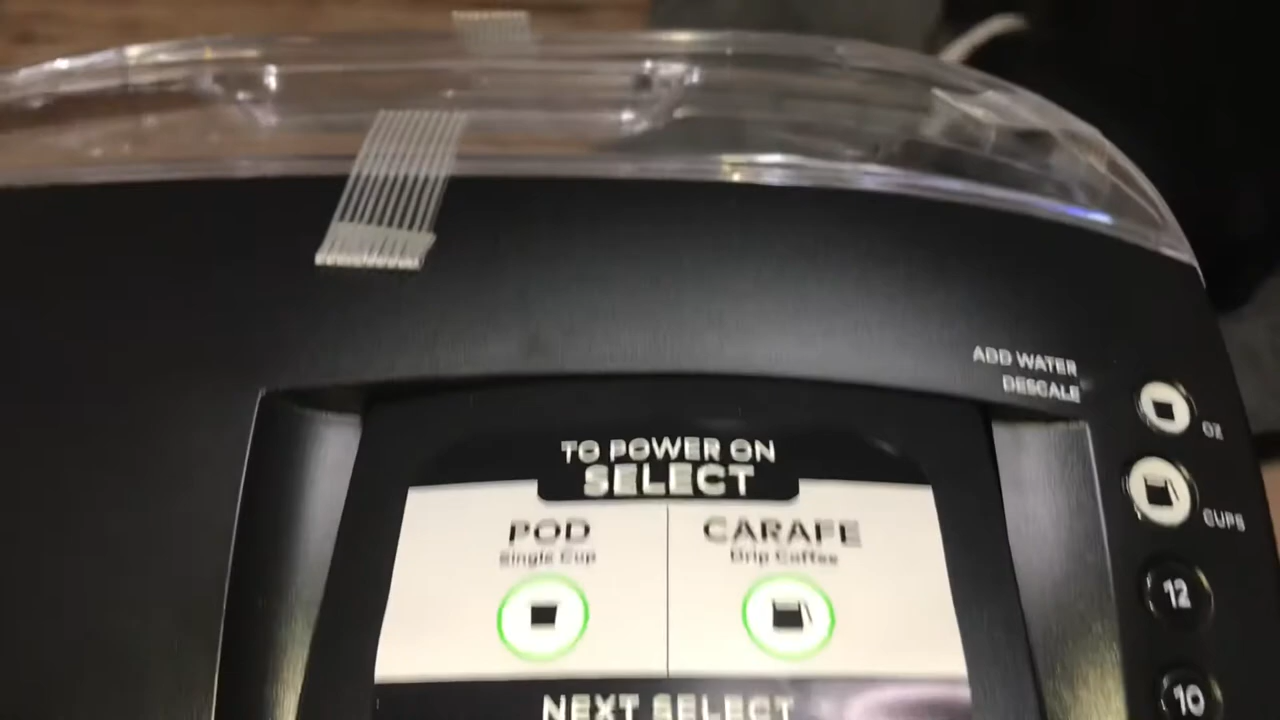 ADD WATER
DESCALE
OZ
CUPS
12
10
TO POWER ON
SELECT
POD
Single Cup
CARAFE
Drip Coffee
NEXT SELECT